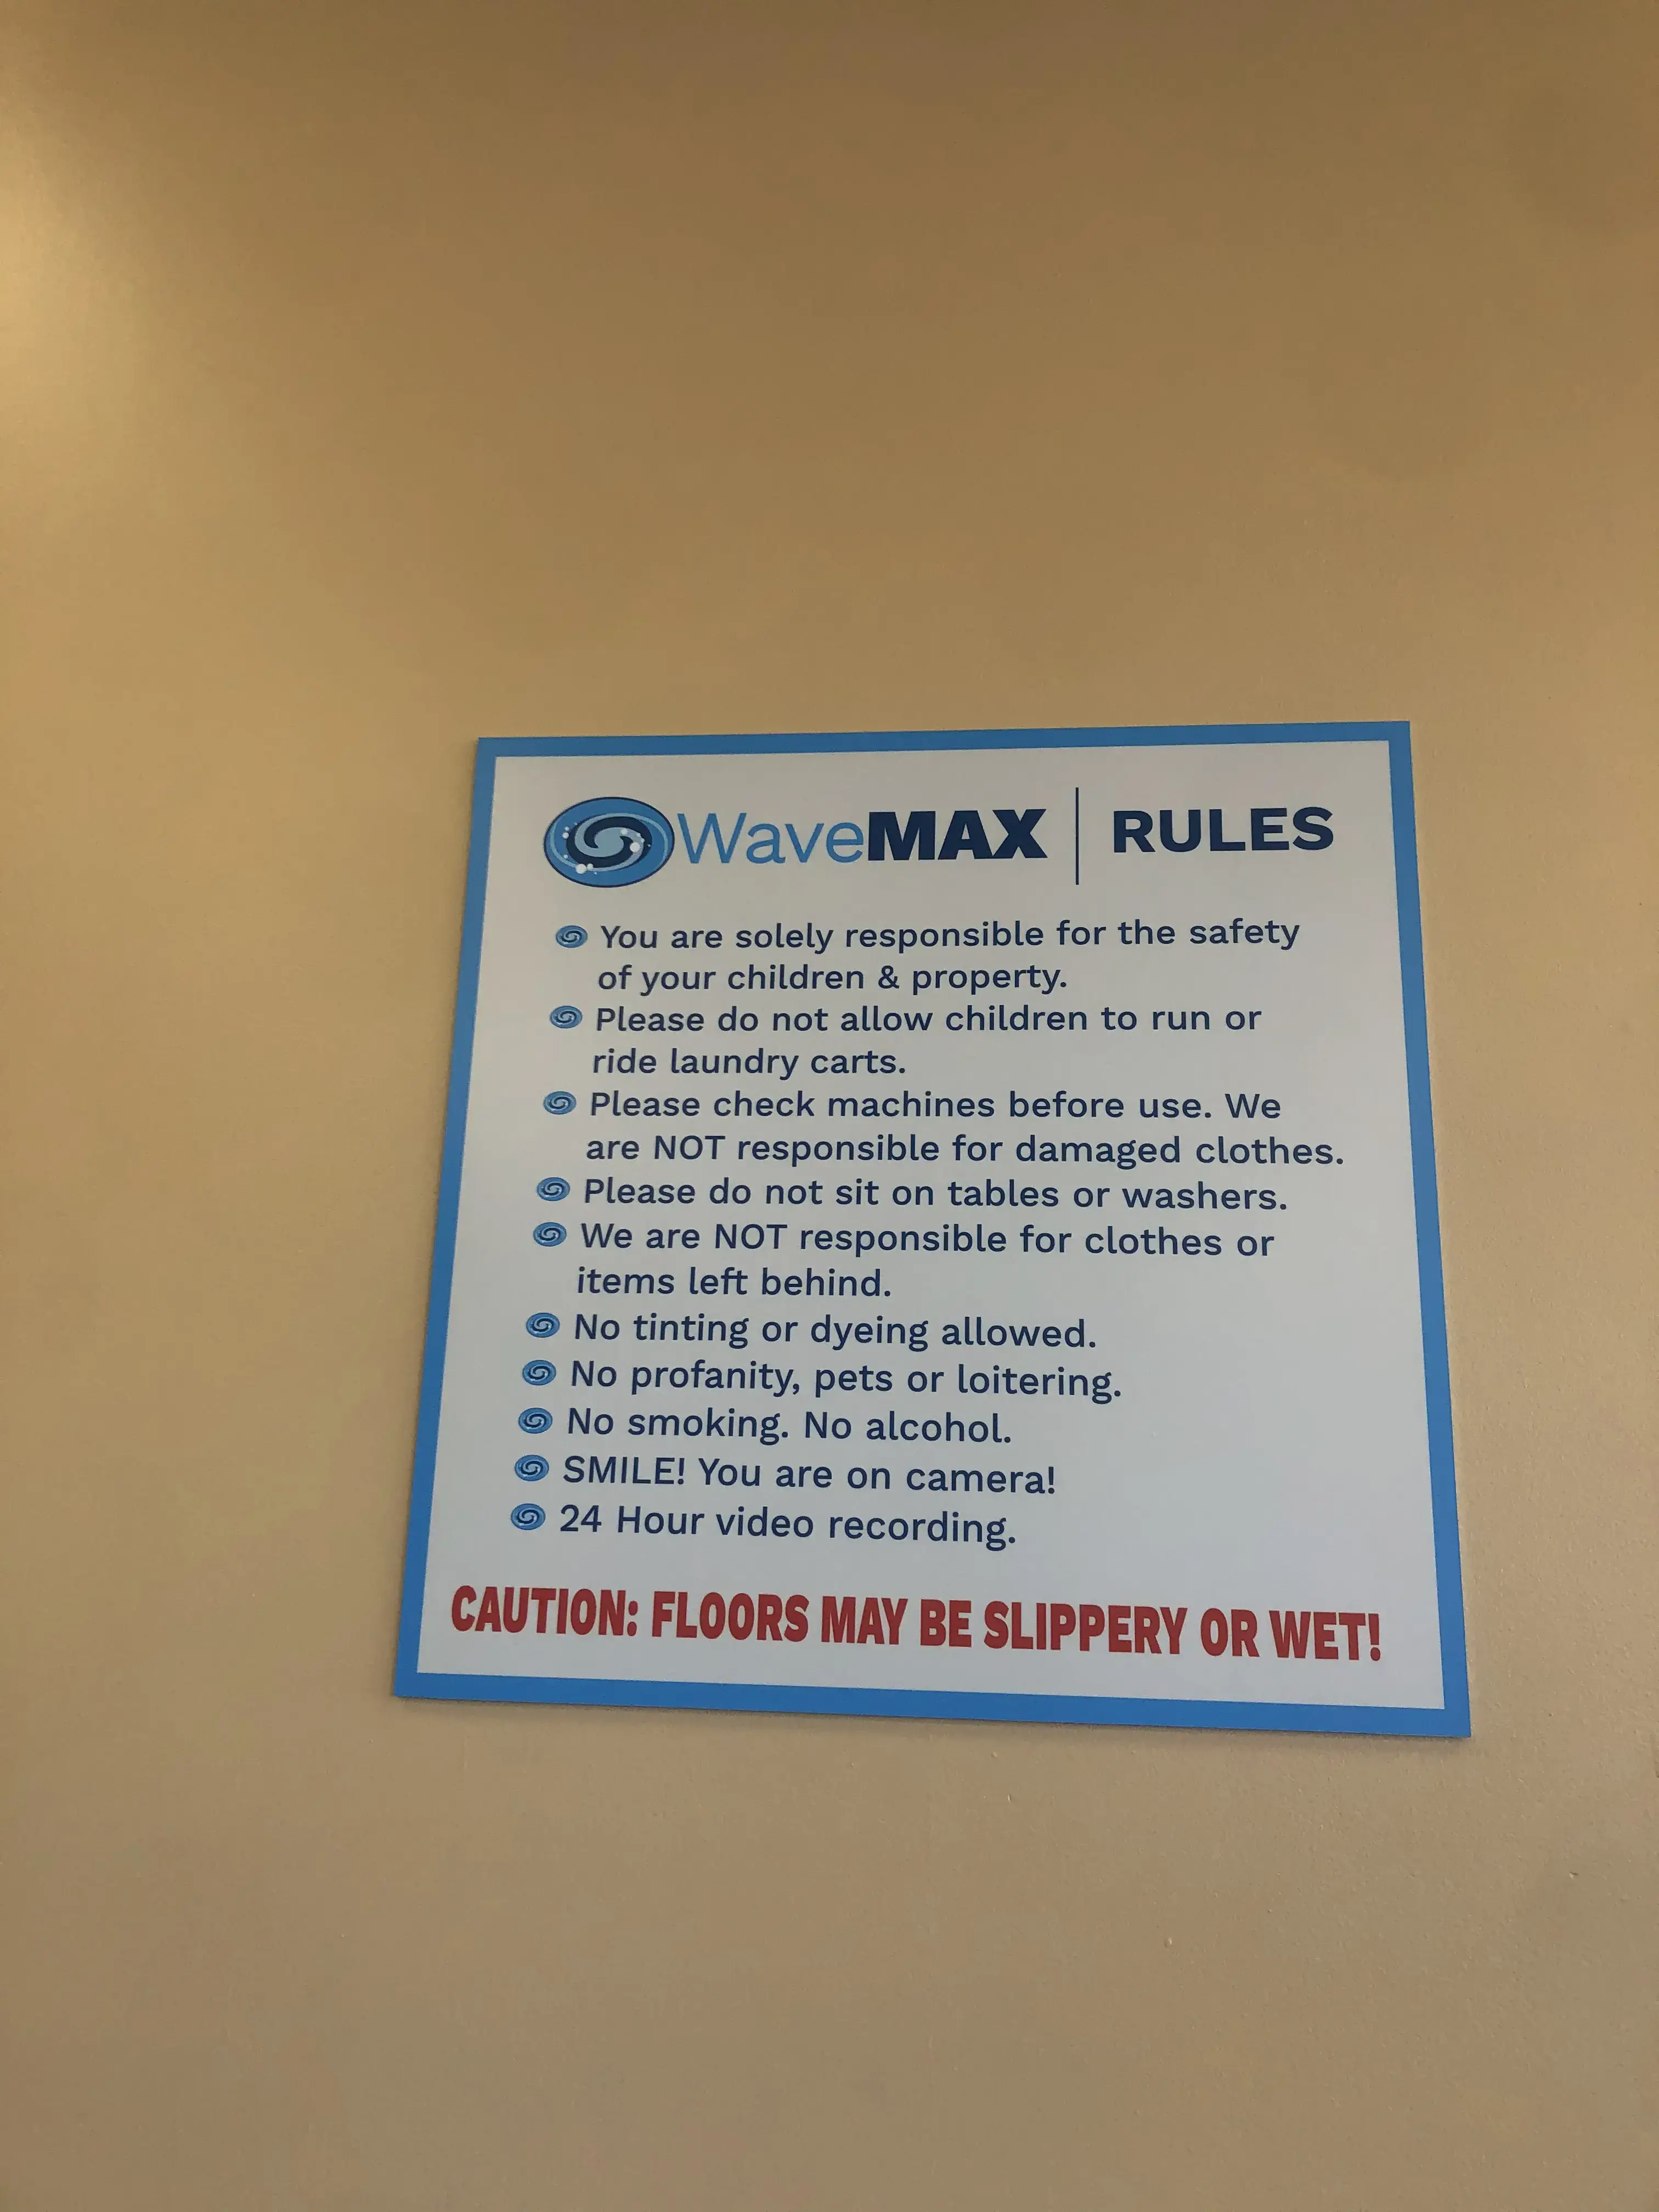 WaveMAX | RULES
You are solely responsible for the safety
of your children & property.
Please do not allow children to run or
ride laundry carts.
Please check machines before use. We
are NOT responsible for damaged clothes.
Please do not sit on tables or washers.
We are NOT responsible for clothes or
items left behind.
No tinting or dyeing allowed.
No profanity, pets or loitering.
No smoking. No alcohol.
SMILE! You are on camera!
24 Hour video recording.
CAUTION: FLOORS MAY BE SLIPPERY OR WET!